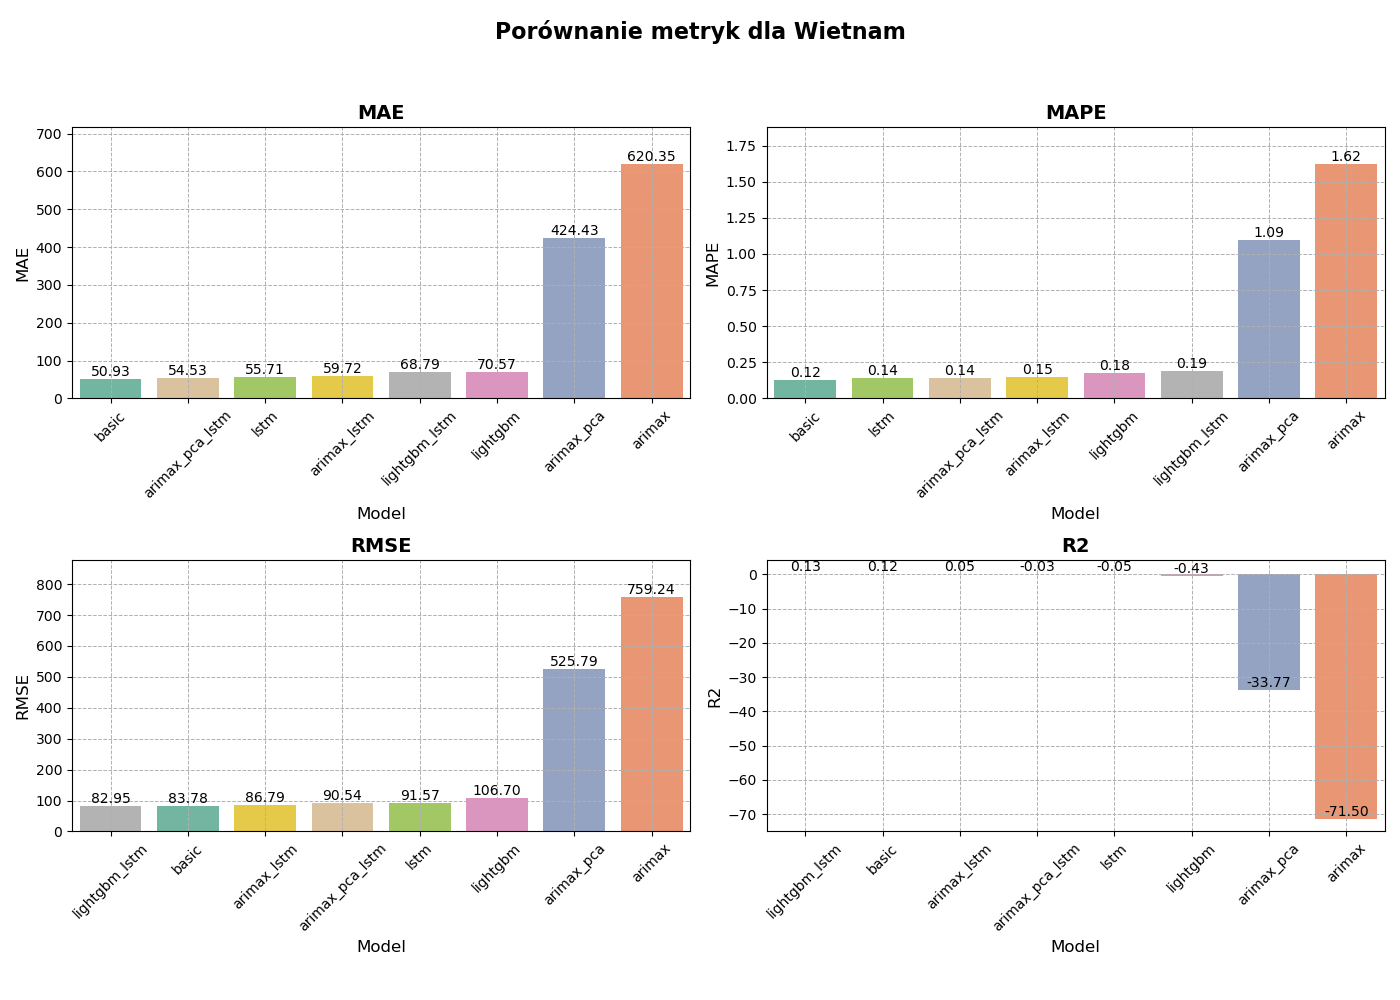 Porównanie metryk dla Wietnam
MAE
MAE
700
600
500
400
300
200
100
0
50.93
54.53
55.71
59.72
68.79
70.57
424.43
620.35
basic
arimax_pca_lstm
lstm
arimax_lstm
lightgbm_lstm
lightgbm
arimax_pca
arimax
Model
MAPE
MAPE
1.75
1.50
1.25
1.00
0.75
0.50
0.25
0.00
0.12
0.14
0.14
0.15
0.18
0.19
1.09
1.62
basic
lstm
arimax_pca_lstm
arimax_lstm
lightgbm
lightgbm_lstm
arimax_pca
arimax
Model
RMSE
RMSE
800
700
600
500
400
300
200
100
0
82.95
83.78
86.79
90.54
91.57
106.70
525.79
759.24
lightgbm_lstm
basic
arimax_lstm
arimax_pca_lstm
lstm
lightgbm
arimax_pca
arimax
Model
R2
R2
0
−10
−20
−30
−40
−50
−60
−70
0.13
0.12
0.05
-0.03
-0.05
-0.43
-33.77
-71.50
lightgbm_lstm
basic
arimax_lstm
arimax_pca_lstm
lstm
lightgbm
arimax_pca
arimax
Model